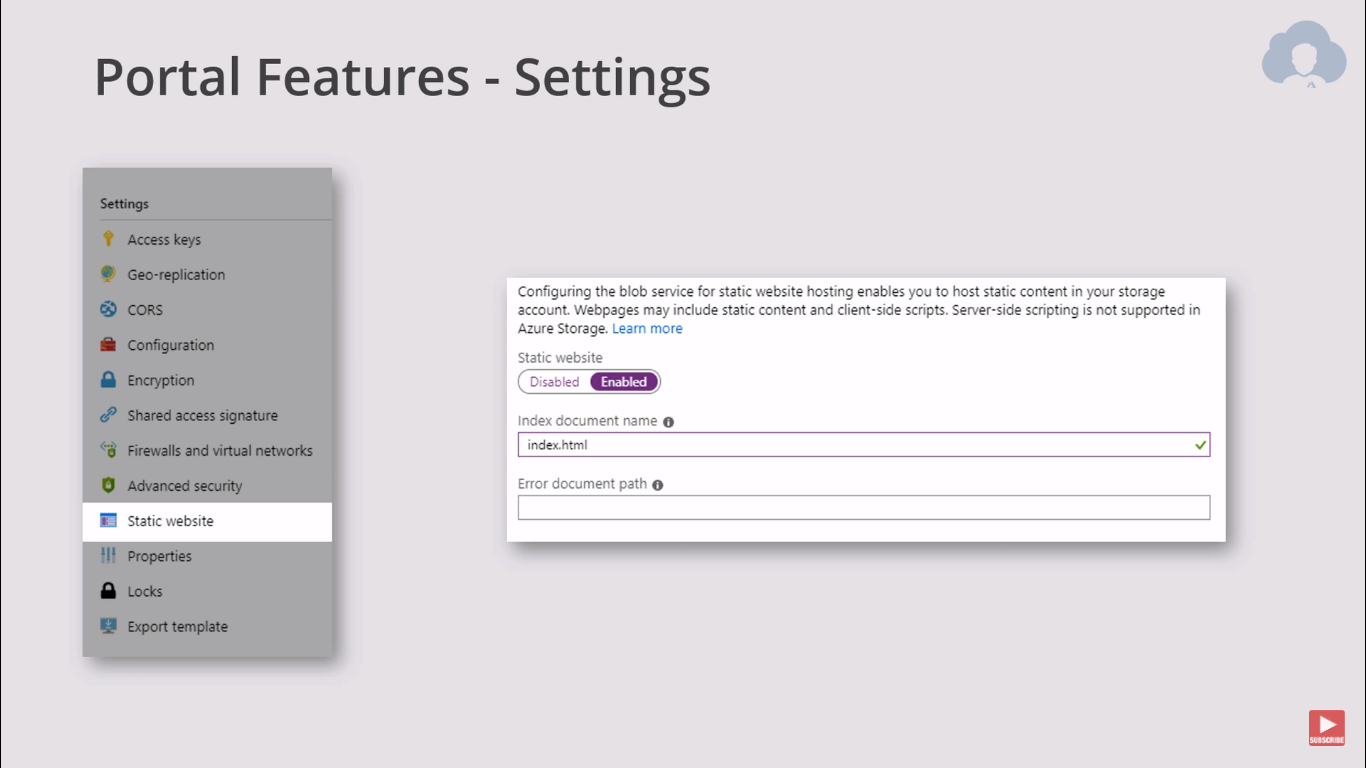 Portal Features - Settings
Settings
Access keys
Geo-replication
CORS
Configuration
Encryption
Shared access signature
Firewalls and virtual networks
Advanced security
Static website
Properties
Locks
Export template
Configuring the blob service for static website hosting enables you to host static content in your storage
account. Webpages may include static content and client-side scripts. Server-side scripting is not supported in
Azure Storage. Learn more
Static website
Disabled Enabled
Index document name
index.html
Error document path
SUBSCRIBE